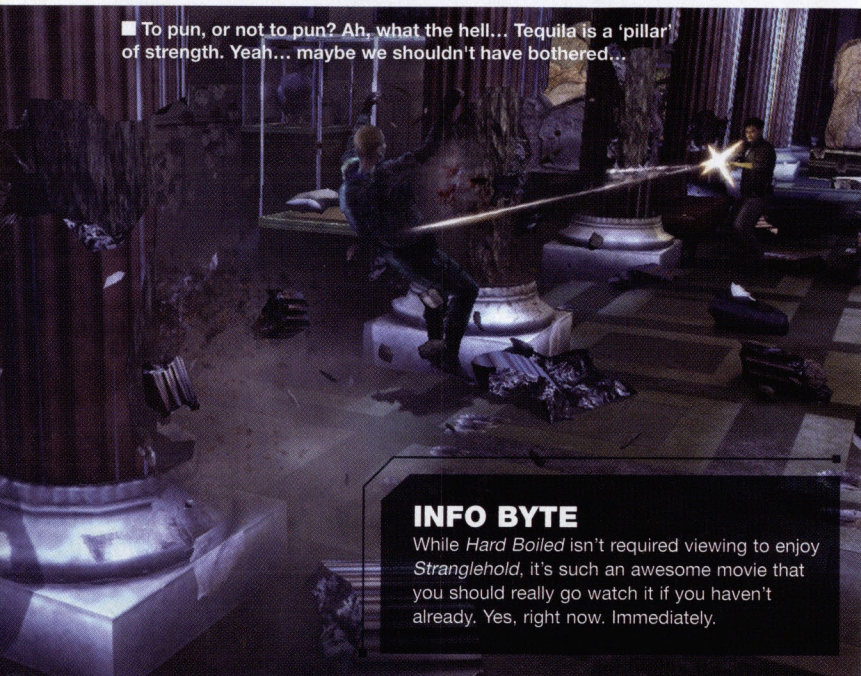 ■ To pun, or not to pun? Ah, what the hell... Tequila is a ‘pillar’
of strength. Yeah... maybe we shouldn't have bothered...
INFO BYTE
While Hard Boiled isn’t required viewing to enjoy
Stranglehold, it’s such an awesome movie that
you should really go watch it if you haven’t
already. Yes, right now. Immediately.